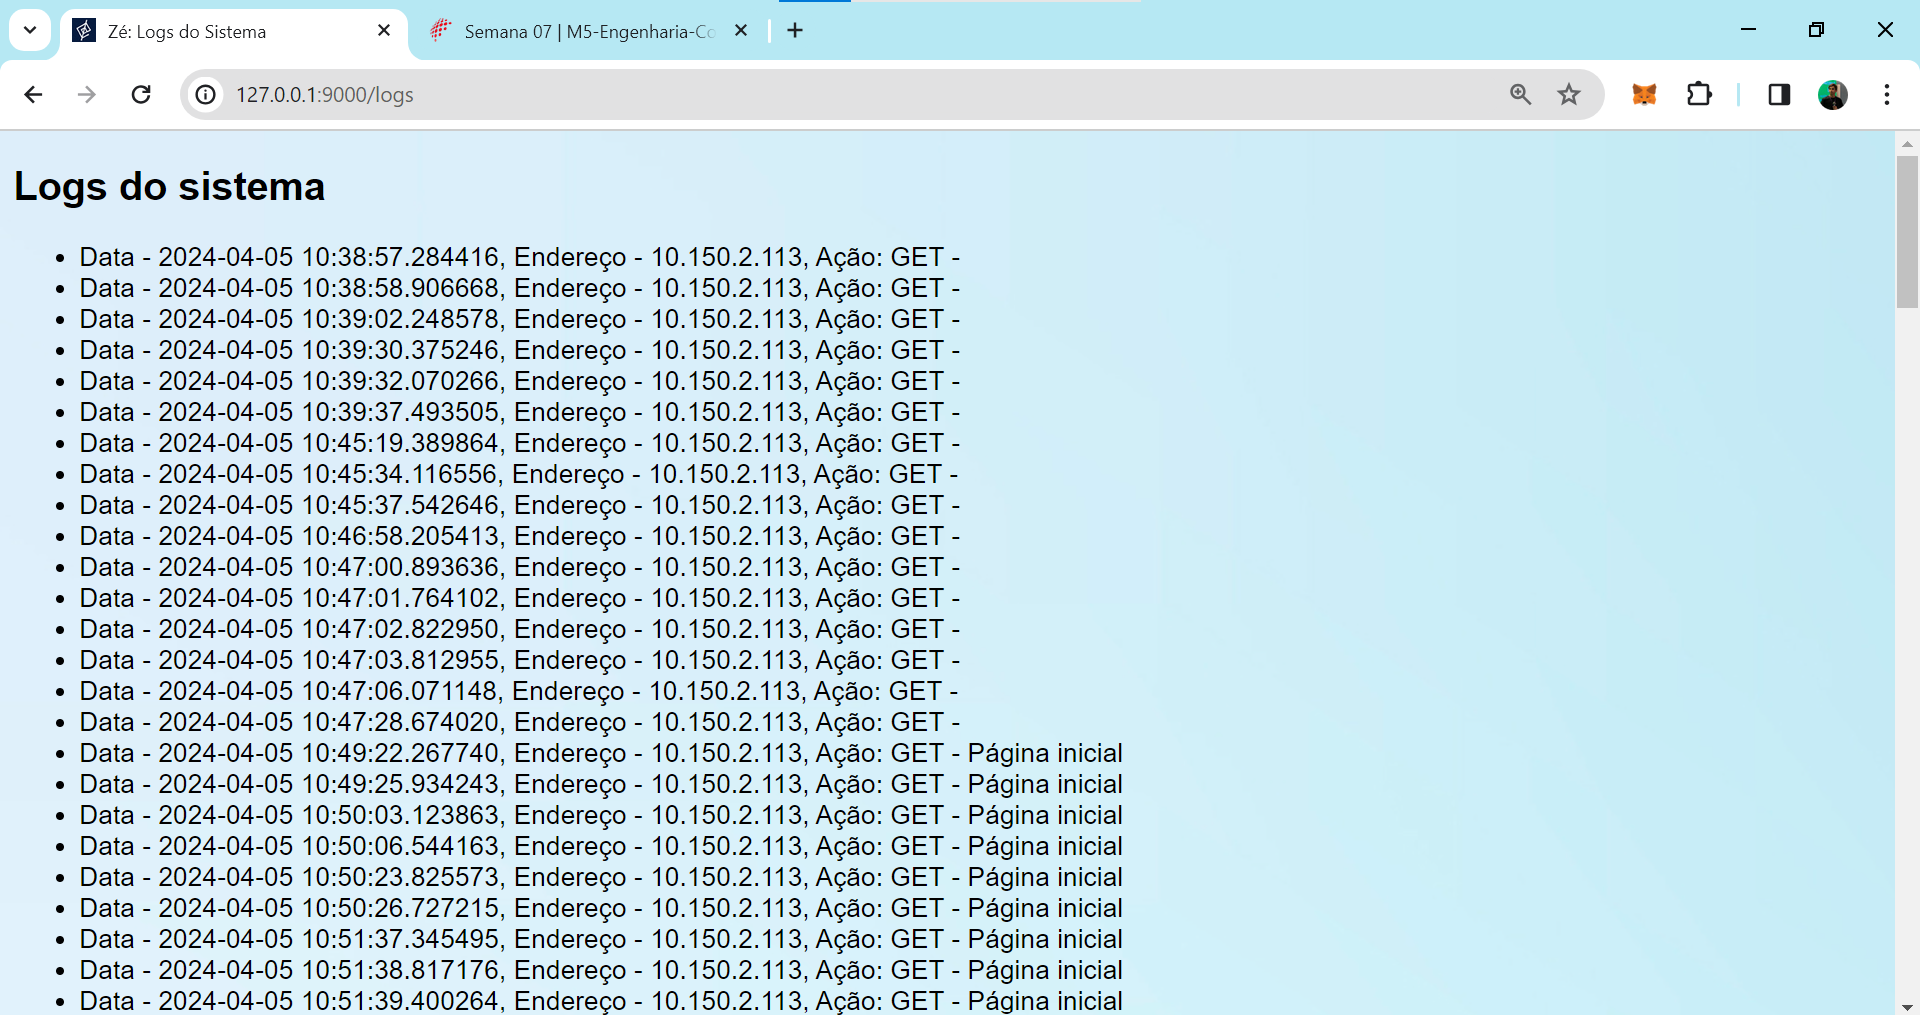 Zé: Logs do Sistema
Semana 07 | M5-Engenharia-Co
127.0.0.1:9000/logs
Logs do sistema
Data - 2024-04-05 10:38:57.284416, Endereço - 10.150.2.113, Ação: GET -
Data - 2024-04-05 10:38:58.906668, Endereço - 10.150.2.113, Ação: GET -
Data - 2024-04-05 10:39:02.248578, Endereço - 10.150.2.113, Ação: GET -
Data - 2024-04-05 10:39:30.375246, Endereço - 10.150.2.113, Ação: GET -
Data - 2024-04-05 10:39:32.070266, Endereço - 10.150.2.113, Ação: GET -
Data - 2024-04-05 10:39:37.493505, Endereço - 10.150.2.113, Ação: GET -
Data - 2024-04-05 10:45:19.389864, Endereço - 10.150.2.113, Ação: GET -
Data - 2024-04-05 10:45:34.116556, Endereço - 10.150.2.113, Ação: GET -
Data - 2024-04-05 10:45:37.542646, Endereço - 10.150.2.113, Ação: GET -
Data - 2024-04-05 10:46:58.205413, Endereço - 10.150.2.113, Ação: GET -
Data - 2024-04-05 10:47:00.893636, Endereço - 10.150.2.113, Ação: GET -
Data - 2024-04-05 10:47:01.764102, Endereço - 10.150.2.113, Ação: GET -
Data - 2024-04-05 10:47:02.822950, Endereço - 10.150.2.113, Ação: GET -
Data - 2024-04-05 10:47:03.812955, Endereço - 10.150.2.113, Ação: GET -
Data - 2024-04-05 10:47:06.071148, Endereço - 10.150.2.113, Ação: GET -
Data - 2024-04-05 10:47:28.674020, Endereço - 10.150.2.113, Ação: GET -
Data - 2024-04-05 10:49:22.267740, Endereço - 10.150.2.113, Ação: GET - Página inicial
Data - 2024-04-05 10:49:25.934243, Endereço - 10.150.2.113, Ação: GET - Página inicial
Data - 2024-04-05 10:50:03.123863, Endereço - 10.150.2.113, Ação: GET - Página inicial
Data - 2024-04-05 10:50:06.544163, Endereço - 10.150.2.113, Ação: GET - Página inicial
Data - 2024-04-05 10:50:23.825573, Endereço - 10.150.2.113, Ação: GET - Página inicial
Data - 2024-04-05 10:50:26.727215, Endereço - 10.150.2.113, Ação: GET - Página inicial
Data - 2024-04-05 10:51:37.345495, Endereço - 10.150.2.113, Ação: GET - Página inicial
Data - 2024-04-05 10:51:38.817176, Endereço - 10.150.2.113, Ação: GET - Página inicial
Data - 2024-04-05 10:51:39.400264, Endereço - 10.150.2.113, Ação: GET - Página inicial